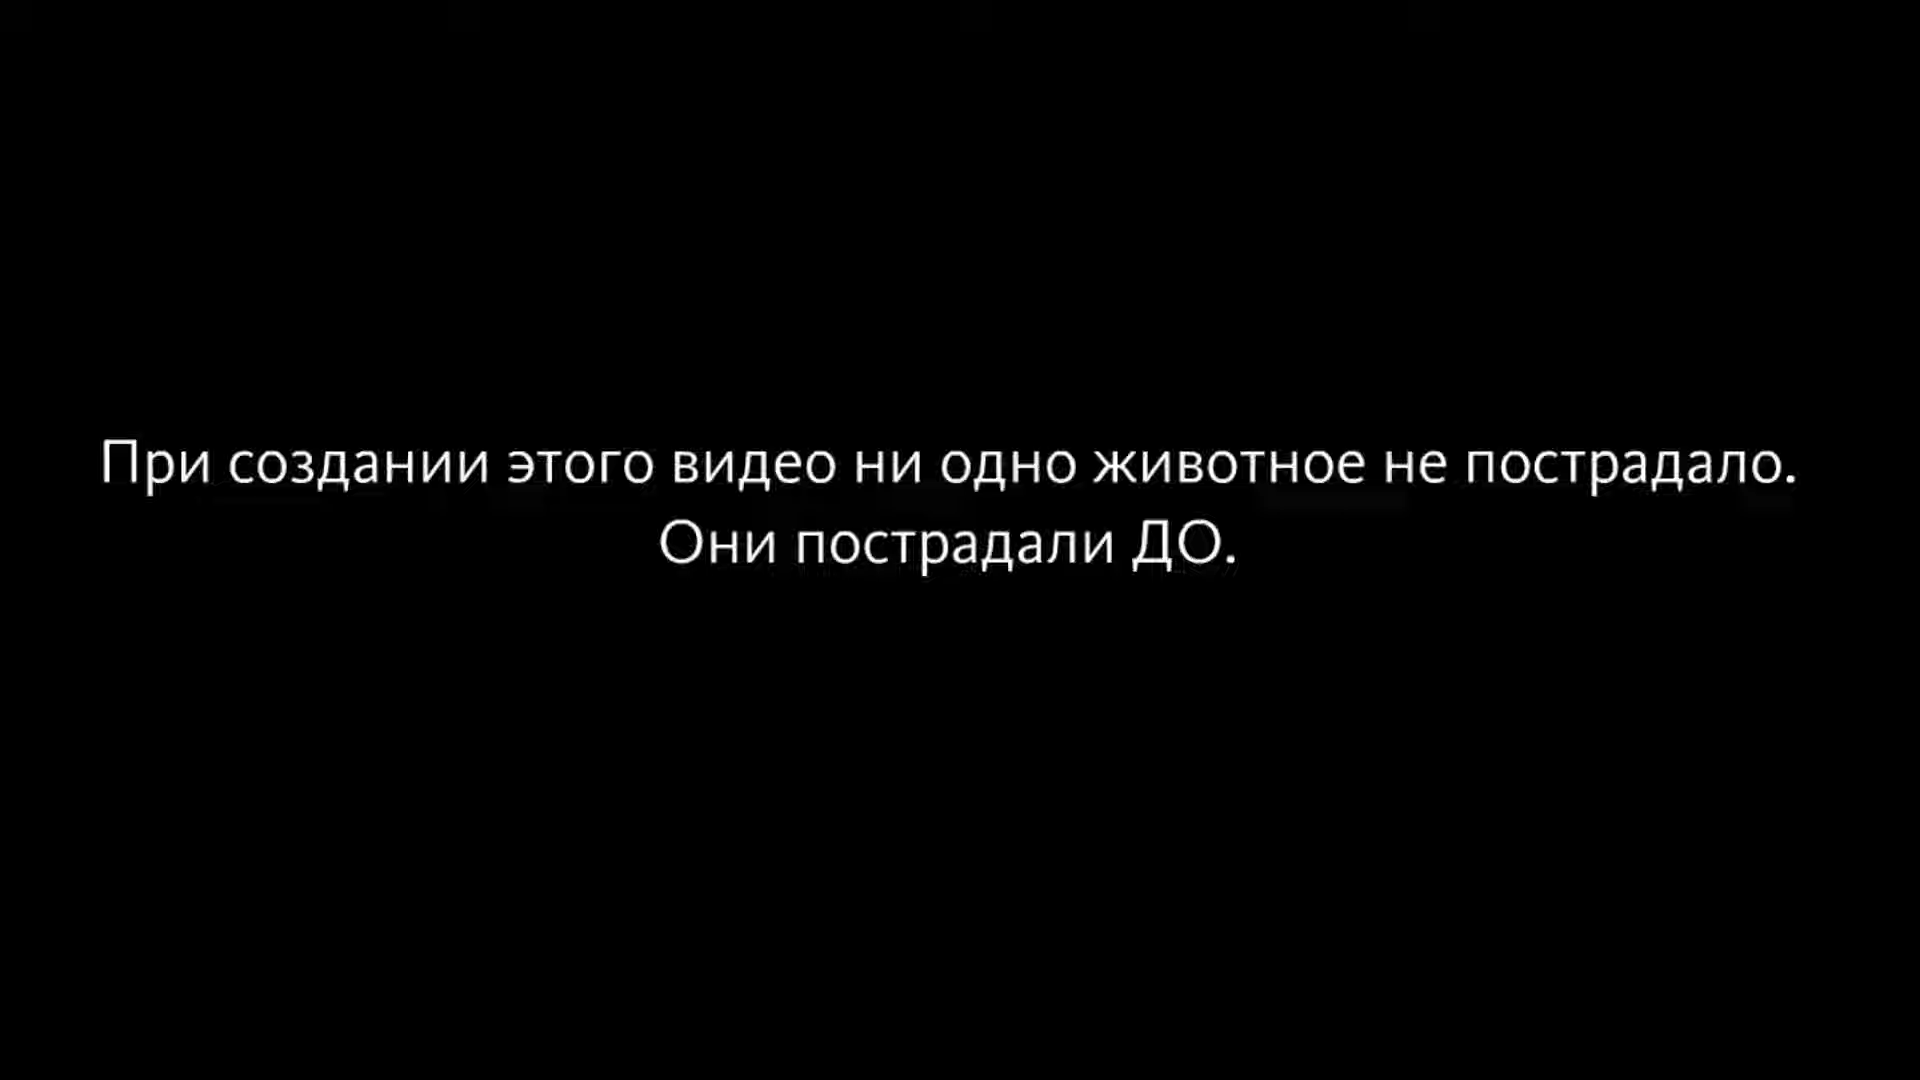 При создании этого видео ни одно животное не пострадало.
Они пострадали ДО.